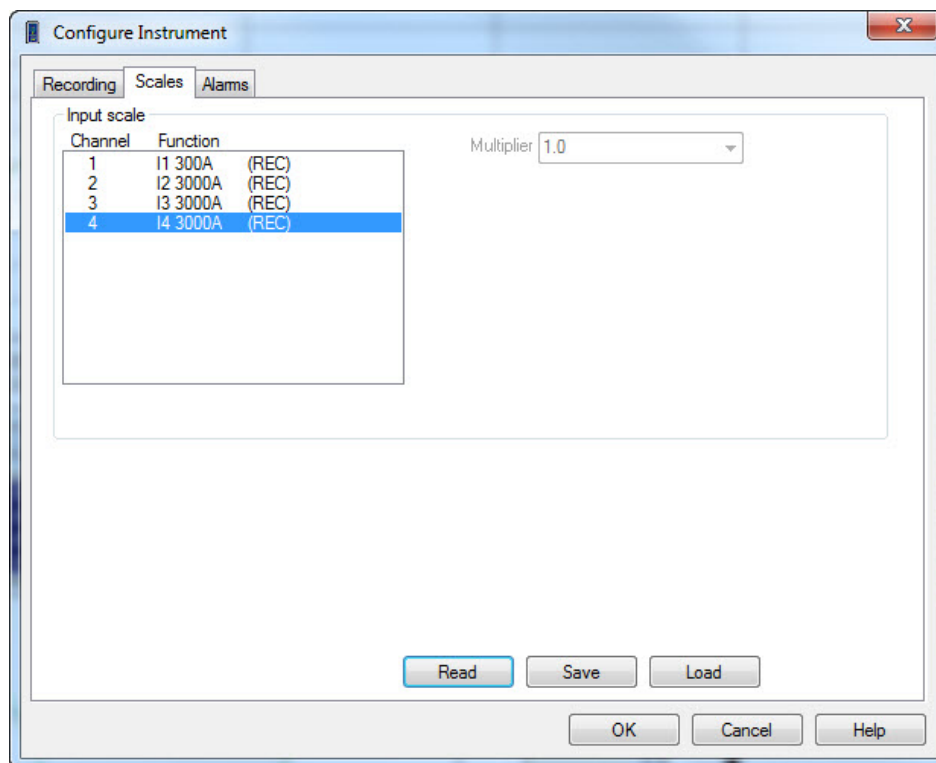 Configure Instrument
Recording Scales Alarms
Input scale
Channel Function
Multiplier 1.0
1 I1 300A (REC)
2 I2 3000A (REC)
3 I3 3000A (REC)
4 I4 3000A (REC)
Read Save Load
OK Cancel Help